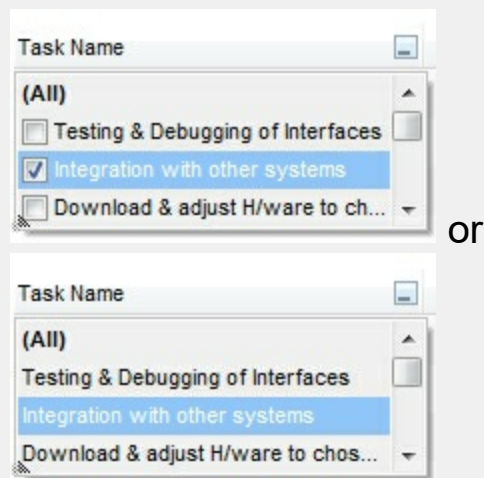 Task Name
(All)
Testing & Debugging of Interfaces
Integration with other systems
Download & adjust H/ware to ch...
or
Task Name
(All)
Testing & Debugging of Interfaces
Integration with other systems
Download & adjust H/ware to chos...